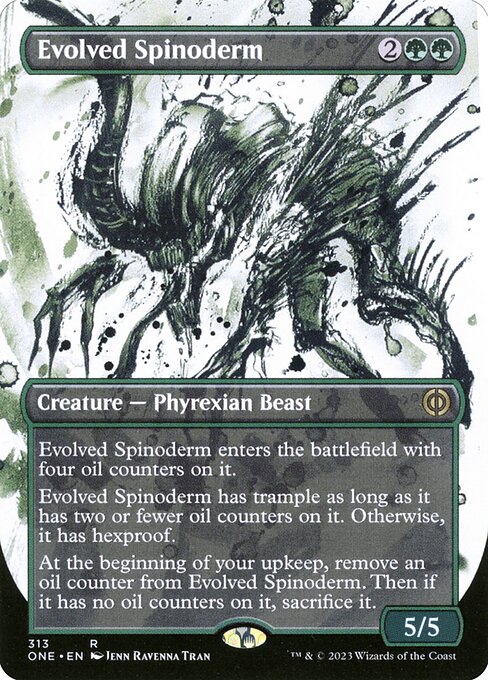 Evolved Spinoderm 2
Creature — Phyrexian Beast
Evolved Spinoderm enters the battlefield with
four oil counters on it.
Evolved Spinoderm has trample as long as it
has two or fewer oil counters on it. Otherwise,
it has hexproof.
At the beginning of your upkeep, remove an
oil counter from Evolved Spinoderm. Then if
it has no oil counters on it, sacrifice it.
5/5
313 R
ONE • EN Jenn Ravenna Tran ™ & © 2023 Wizards of the Coast